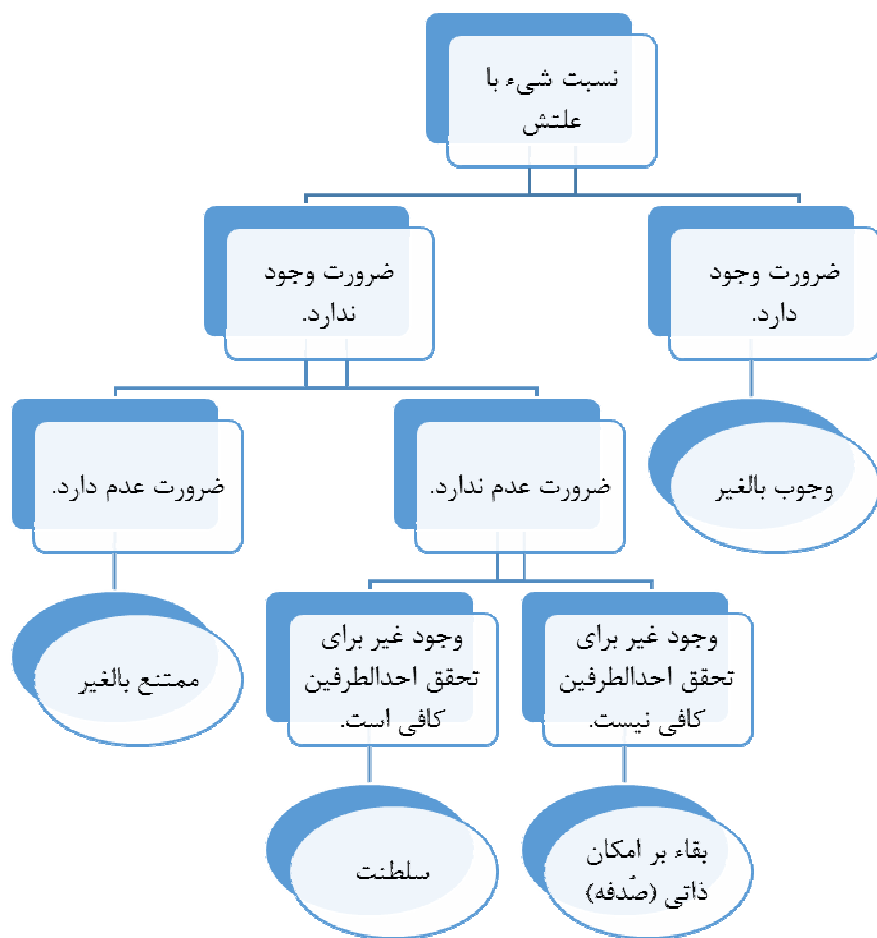 نسبت شیء با
علتش
ضرورت وجود
دارد.
ضرورت وجود
ندارد.
وجوب بالغیر
ضرورت عدم ندارد.
ضرورت عدم دارد.
وجود غیر برای
تحقق احدالطرفین
کافی نیست.
وجود غیر برای
تحقق احدالطرفین
کافی است.
ممتنع بالغیر
بقاء بر امکان
ذاتی (صُدفه)
سلطنت